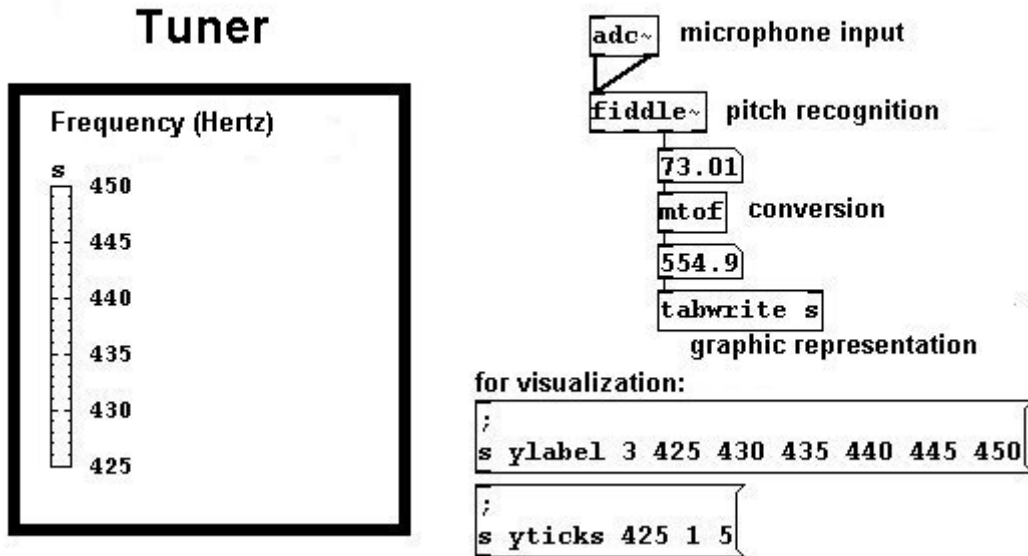 Tuner
Frequency (Hertz)
s
450
445
440
435
430
425
adc~
microphone input
fiddle~
pitch recognition
73.01
mtof
conversion
554.9
tabwrite s
graphic representation
for visualization:
;
s ylabel 3 425 430 435 440 445 450
;
s yticks 425 1 5